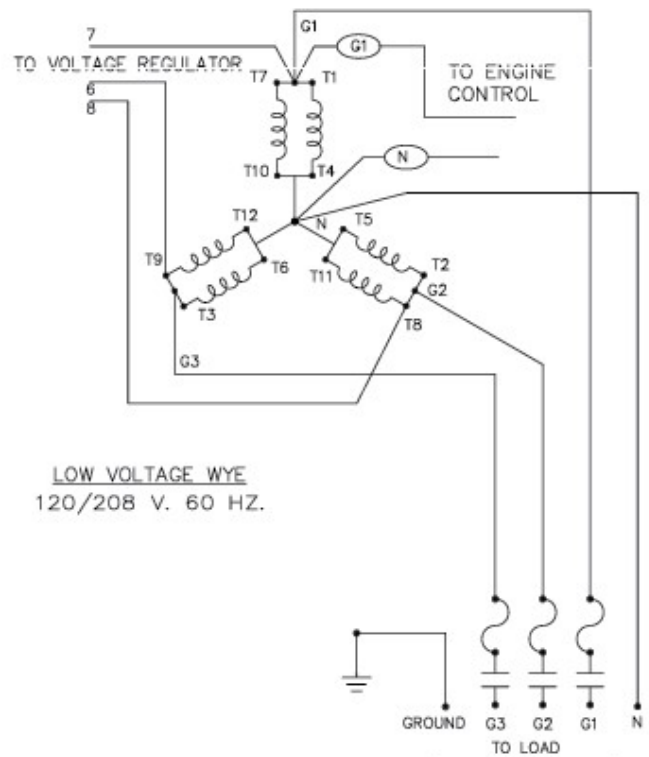 G1
7
G1
TO VOLTAGE REGULATOR
T7
T1
TO ENGINE
CONTROL
6
8
T10
T4
N
T12
N
T5
T9
T6
T11
T2
G2
T3
T8
G3
LOW VOLTAGE WYE
120/208 V. 60 HZ.
GROUND
G3
G2
G1
N
TO LOAD